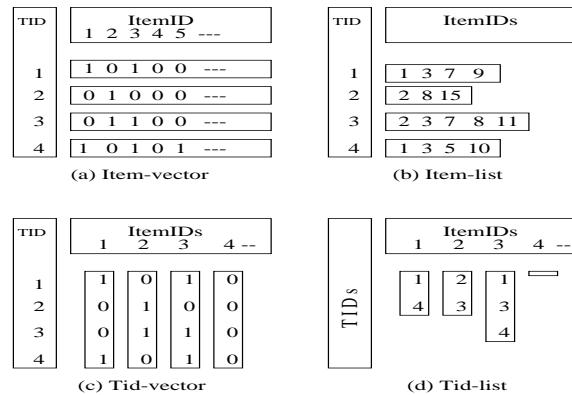 TID ItemID
1 2 3 4 5 ---
1 1 0 1 0 0 ---
2 0 1 0 0 0 ---
3 0 1 1 0 0 ---
4 1 0 1 0 1 ---
(a) Item-vector
TID ItemIDs
1 1 3 7 9
2 2 8 15
3 2 3 7 8 11
4 1 3 5 10
(b) Item-list
TID ItemIDs
1 2 3 4 --
1 1 0 1 0
2 0 1 0 0
3 0 1 1 0
4 1 0 1 0
(c) Tid-vector
TIDs ItemIDs
1 2 3 4 --
1 2 1
4 3 3
4
(d) Tid-list